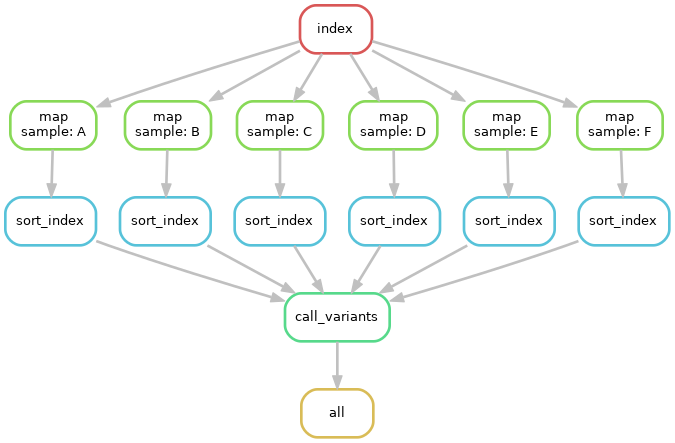 index
map
sample: A
map
sample: B
map
sample: C
map
sample: D
map
sample: E
map
sample: F
sort_index
sort_index
sort_index
sort_index
sort_index
sort_index
call_variants
all